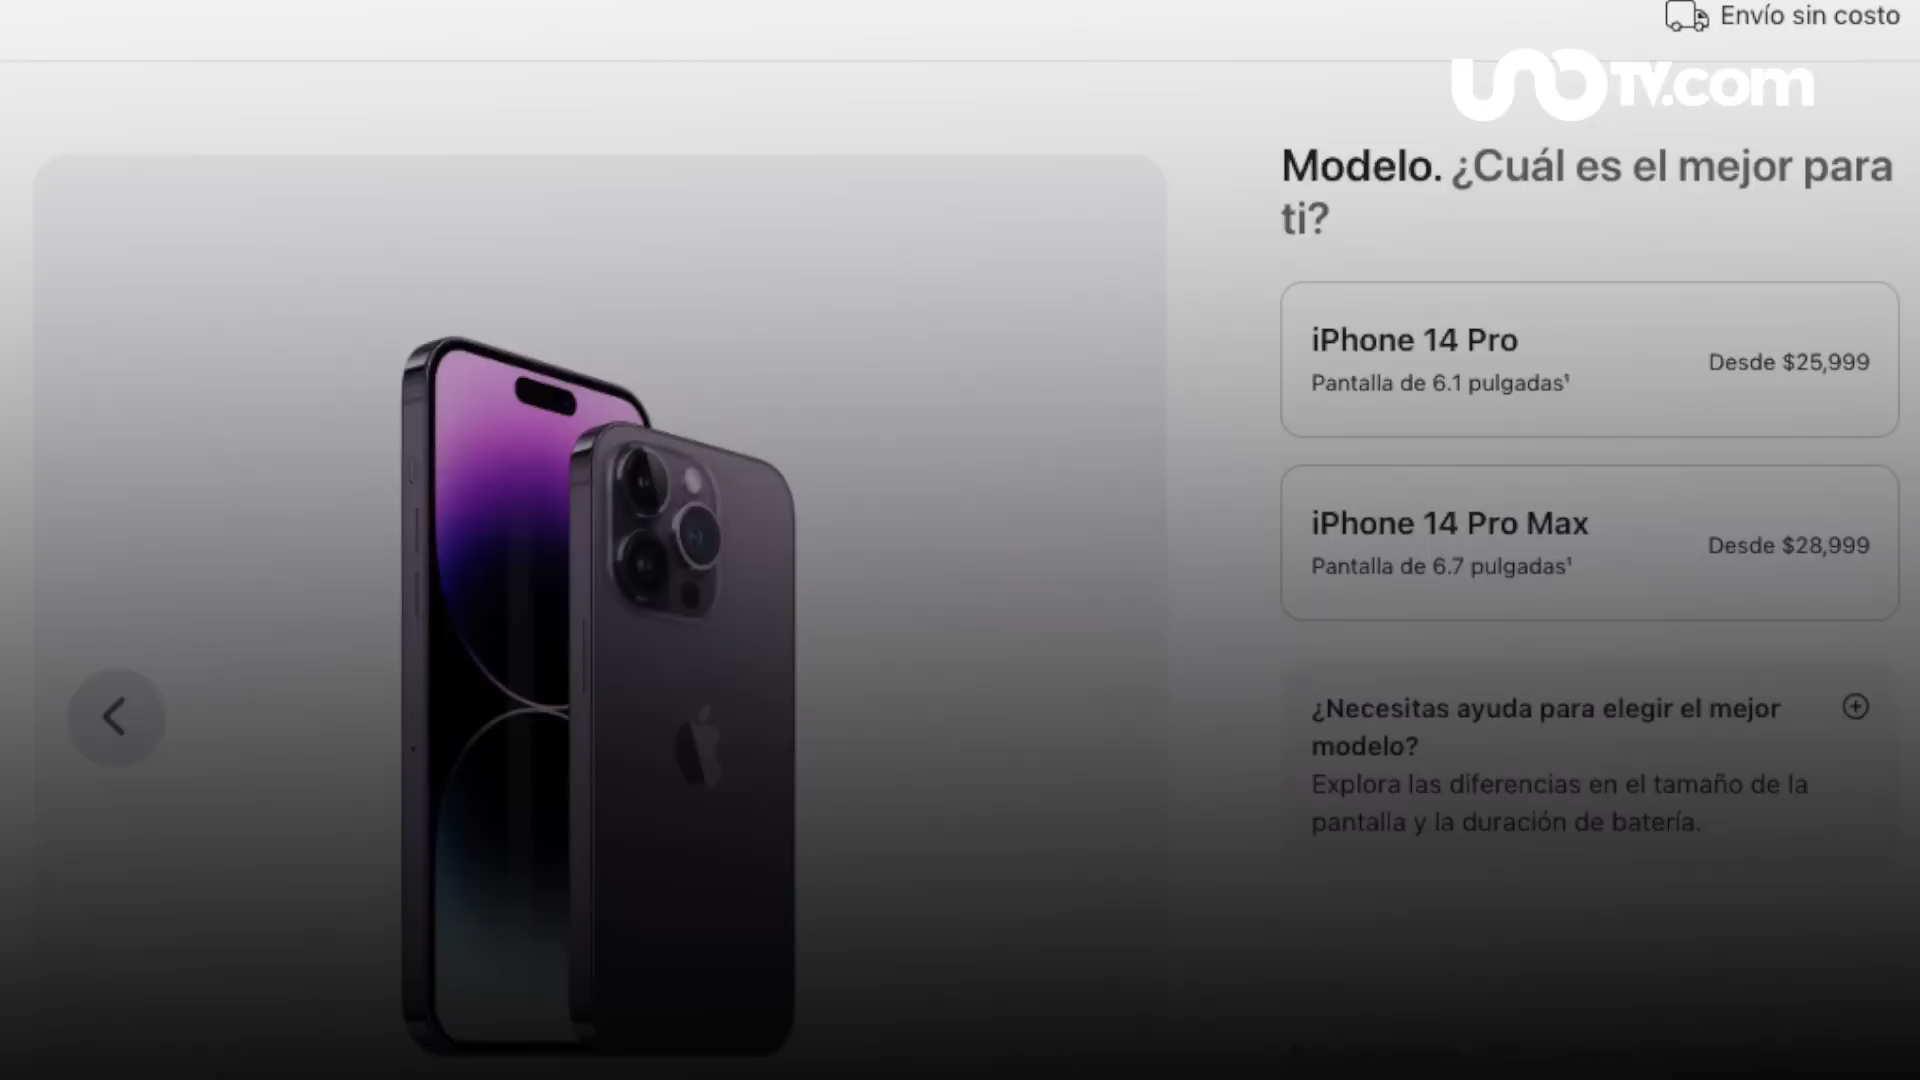 Envío sin costo
unoTV.com
Modelo. ¿Cuál es el mejor para
ti?
iPhone 14 Pro
Pantalla de 6.1 pulgadas¹
Desde $25,999
iPhone 14 Pro Max
Pantalla de 6.7 pulgadas¹
Desde $28,999
¿Necesitas ayuda para elegir el mejor
modelo?
Explora las diferencias en el tamaño de la
pantalla y la duración de batería.